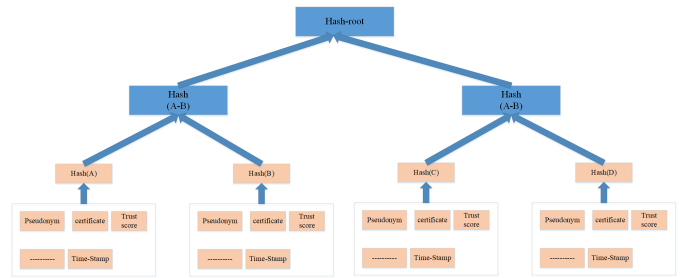 Hash-root
Hash
(A-B)
Hash
(A-B)
Hash(A)
Hash(B)
Hash(C)
Hash(D)
Pseudonym certificate Trust
score
---------- Time-Stamp
Pseudonym certificate Trust
score
---------- Time-Stamp
Pseudonym certificate Trust
score
---------- Time-Stamp
Pseudonym certificate Trust
score
---------- Time-Stamp